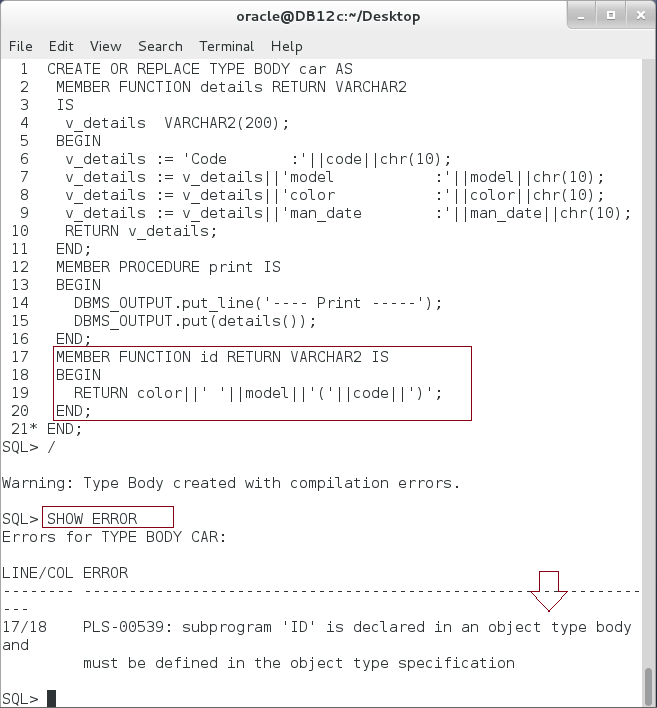 oracle@DB12c:~/Desktop
File Edit View Search Terminal Help
1 CREATE OR REPLACE TYPE BODY car AS
2 MEMBER FUNCTION details RETURN VARCHAR2
3 IS
4 v_details VARCHAR2(200);
5 BEGIN
6 v_details := 'Code :'||code||chr(10);
7 v_details := v_details||'model :'||model||chr(10);
8 v_details := v_details||'color :'||color||chr(10);
9 v_details := v_details||'man_date :'||man_date||chr(10);
10 RETURN v_details;
11 END;
12 MEMBER PROCEDURE print IS
13 BEGIN
14 DBMS_OUTPUT.put_line('---- Print -----');
15 DBMS_OUTPUT.put(details());
16 END;
17 MEMBER FUNCTION id RETURN VARCHAR2 IS
18 BEGIN
19 RETURN color||' '||model||'('||code||')';
20 END;
21* END;
SQL> /
Warning: Type Body created with compilation errors.
SQL> SHOW ERROR
Errors for TYPE BODY CAR:
LINE/COL ERROR
-------- --------------------------------------------------------------
---
17/18 PLS-00539: subprogram 'ID' is declared in an object type body
and
must be defined in the object type specification
SQL>